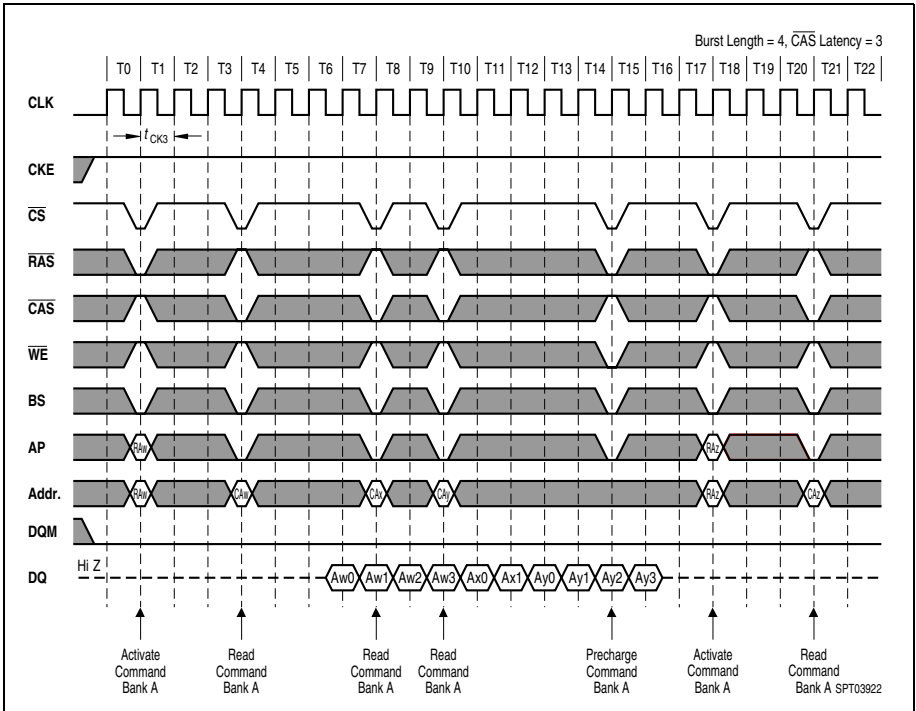 Burst Length = 4, CAS Latency = 3
T0 T1 T2 T3 T4 T5 T6 T7 T8 T9 T10 T11 T12 T13 T14 T15 T16 T17 T18 T19 T20 T21 T22
CLK
tCK3
CKE
CS
RAS
CAS
WE
BS
AP RAw RAz
Addr. RAw CAw CAx CAy RAz CAz
DQM
Hi Z
DQ Aw0 Aw1 Aw2 Aw3 Ax0 Ax1 Ay0 Ay1 Ay2 Ay3
Activate Read Read Read Precharge Activate Read
Command Command Command Command Command Command Command
Bank A Bank A Bank A Bank A Bank A Bank A Bank A SPT03922